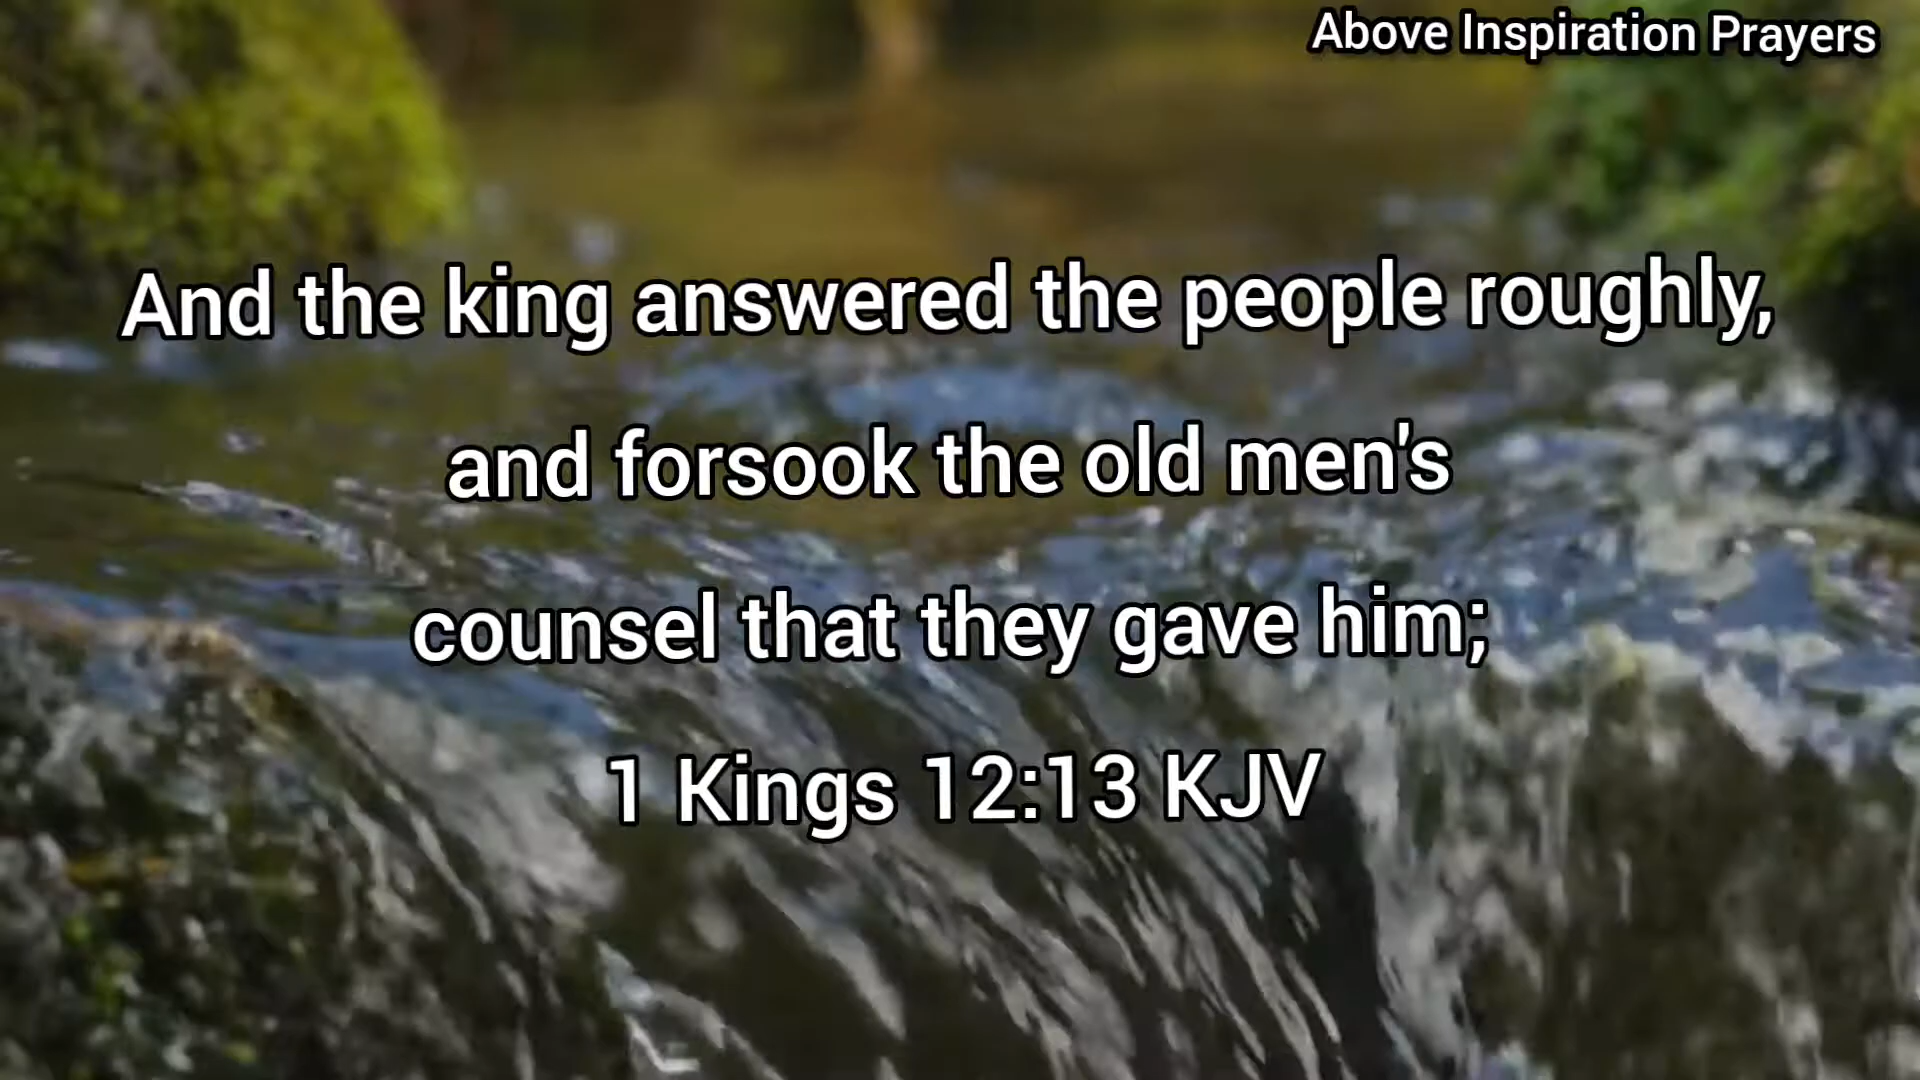 Above Inspiration Prayers
And the king answered the people roughly,
and forsook the old men's
counsel that they gave him;
1 Kings 12:13 KJV